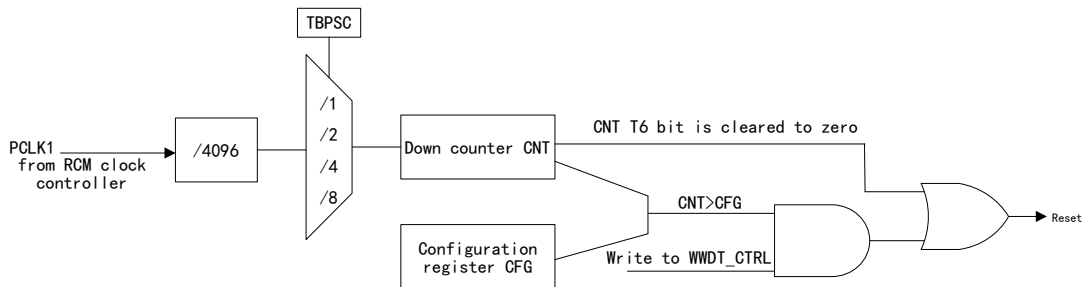 TBPSC
/1
/2
/4
/8
PCLK1
from RCM clock
controller
/4096
Down counter CNT
CNT T6 bit is cleared to zero
CNT>CFG
Configuration
register CFG
Write to WWDT_CTRL
Reset